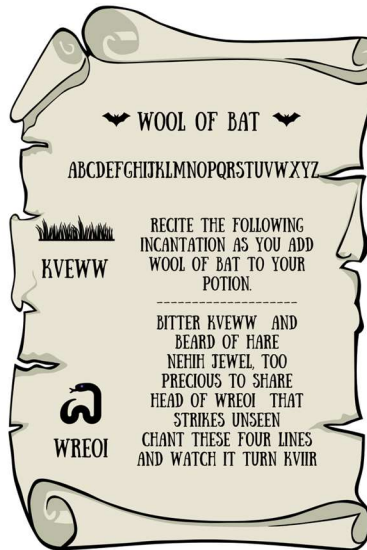 WOOL OF BAT
ABCDEFGHIJKLMNOPQRSTUVWXYZ
KVEWW
WREOI
RECITE THE FOLLOWING
INCANTATION AS YOU ADD
WOOL OF BAT TO YOUR
POTION.
--------------------
BITTER KVEWW AND
BEARD OF HARE
NEHIH JEWEL, TOO
PRECIOUS TO SHARE
HEAD OF WREOI THAT
STRIKES UNSEEN
CHANT THESE FOUR LINES
AND WATCH IT TURN KVIIR